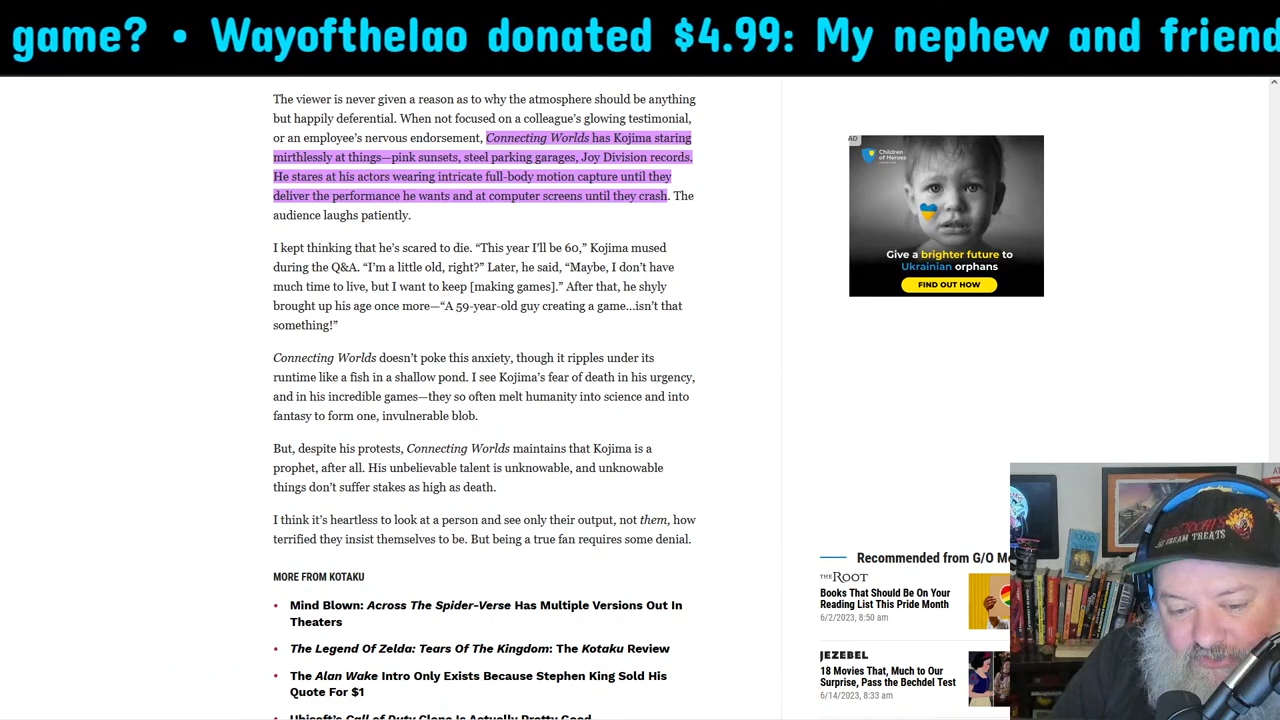 game? • Wayofthelao donated $4.99: My nephew and friend
The viewer is never given a reason as to why the atmosphere should be anything
but happily deferential. When not focused on a colleague's glowing testimonial,
or an employee's nervous endorsement, Connecting Worlds has Kojima staring
mirthlessly at things—pink sunsets, steel parking garages, Joy Division records.
He stares at his actors wearing intricate full-body motion capture until they
deliver the performance he wants and at computer screens until they crash. The
audience laughs patiently.
I kept thinking that he's scared to die. “This year I'll be 60,” Kojima mused
during the Q&A. “I'm a little old, right?” Later, he said, “Maybe, I don't have
much time to live, but I want to keep [making games].” After that, he shyly
brought up his age once more—“A 59-year-old guy creating a game…isn't that
something!”
Connecting Worlds doesn't poke this anxiety, though it ripples under its
runtime like a fish in a shallow pond. I see Kojima's fear of death in his urgency,
and in his incredible games—they so often melt humanity into science and into
fantasy to form one, invulnerable blob.
But, despite his protests, Connecting Worlds maintains that Kojima is a
prophet, after all. His unbelievable talent is unknowable, and unknowable
things don't suffer stakes as high as death.
I think it's heartless to look at a person and see only their output, not them, how
terrified they insist themselves to be. But being a true fan requires some denial.
MORE FROM KOTAKU
• Mind Blown: Across The Spider-Verse Has Multiple Versions Out In
Theaters
• The Legend Of Zelda: Tears Of The Kingdom: The Kotaku Review
• The Alan Wake Intro Only Exists Because Stephen King Sold His
Quote For $1
• Ubisoft's Call of Duty Clone Is Actually Pretty Good
AD
Children
of Heroes
Give a brighter future to
Ukrainian orphans
FIND OUT HOW
Recommended from G/O M
THE ROOT
Books That Should Be On Your
Reading List This Pride Month
6/2/2023, 8:50 am
JEZEBEL
18 Movies That, Much to Our
Surprise, Pass the Bechdel Test
6/14/2023, 8:33 am
ICE CREAM TREATS